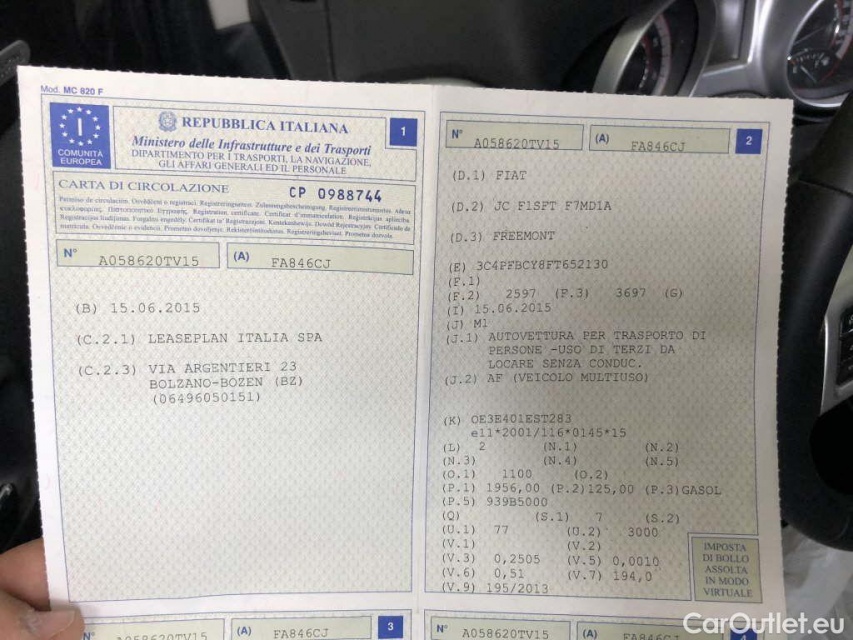 Mod. MC 820 F
I
COMUNITÀ
EUROPEA
REPUBBLICA ITALIANA
Ministero delle Infrastrutture e dei Trasporti
DIPARTIMENTO PER I TRASPORTI, LA NAVIGAZIONE,
GLI AFFARI GENERALI ED IL PERSONALE
1
CARTA DI CIRCOLAZIONE CP 0988744
N° A058620TV15 (A) FA846CJ
(B) 15.06.2015
(C.2.1) LEASEPLAN ITALIA SPA
(C.2.3) VIA ARGENTIERI 23
BOLZANO-BOZEN (BZ)
(06496050151)
N° A058620TV15 (A) FA846CJ 2
(D.1) FIAT
(D.2) JC F1SFT F7MD1A
(D.3) FREEMONT
(E) 3C4PFBCY8FT652130
(F.1)
(F.2) 2597 (F.3) 3697 (G)
(I) 15.06.2015
(J) M1
(J.1) AUTOVETTURA PER TRASPORTO DI
PERSONE -USO DI TERZI DA
LOCARE SENZA CONDUC.
(J.2) AF (VEICOLO MULTIUSO)
(K) OE3E401EST283
e11*2001/116*0145*15
(L) 2 (N.1) (N.2)
(N.3) (N.4) (N.5)
(O.1) 1100 (O.2)
(P.1) 1956,00 (P.2)125,00 (P.3)GASOL
(P.5) 939B5000
(Q) (S.1) 7 (S.2)
(U.1) 77 (U.2) 3000
(V.1) (V.2)
(V.3) 0,2505 (V.5) 0,0010
(V.6) 0,51 (V.7) 194,0
(V.9) 195/2013
IMPOSTA
DI BOLLO
ASSOLTA
IN MODO
VIRTUALE
N° A058620TV15 (A) FA846CJ 3
N° A058620TV15 (A) FA846CJ 4
CarOutlet.eu